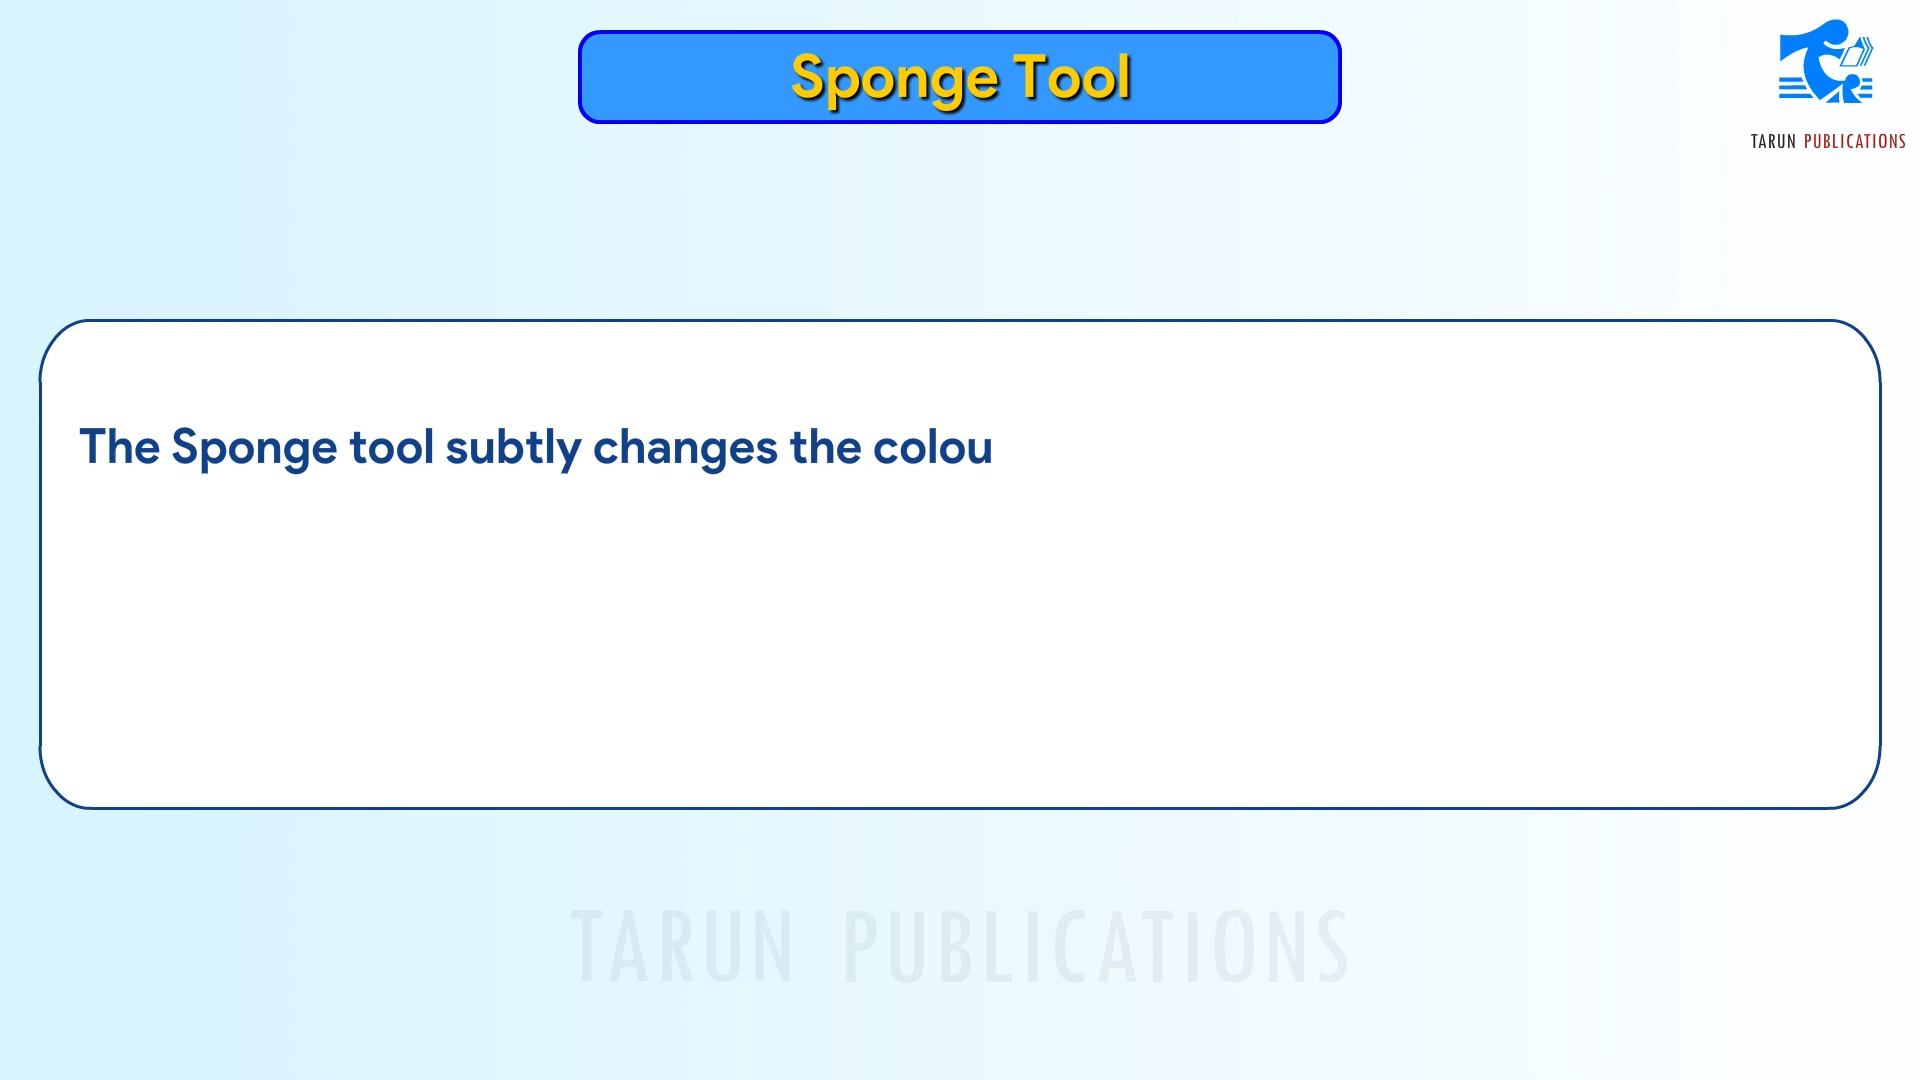 Sponge Tool
TARUN PUBLICATIONS
The Sponge tool subtly changes the colou
TARUN PUBLICATIONS